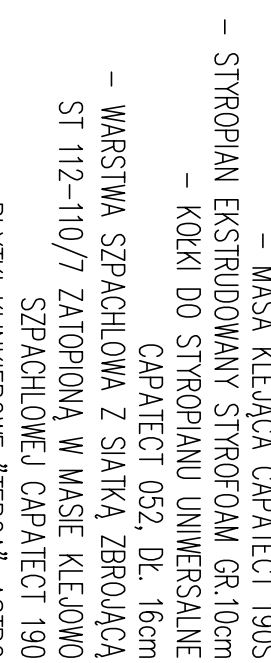 - MASA KLEJĄCA CAPATECT 190S
- STYROPIAN EKSTRUDOWANY STYROFOAM GR.10cm
- KOŁKI DO STYROPIANU UNIWERSALNE
CAPATECT 052, DŁ. 16cm
- WARSTWA SZPACHLOWA Z SIATKĄ ZBROJĄCĄ
ST 112-110/7 ZATOPIONĄ W MASIE KLEJOWO
SZPACHLOWEJ CAPATECT 190